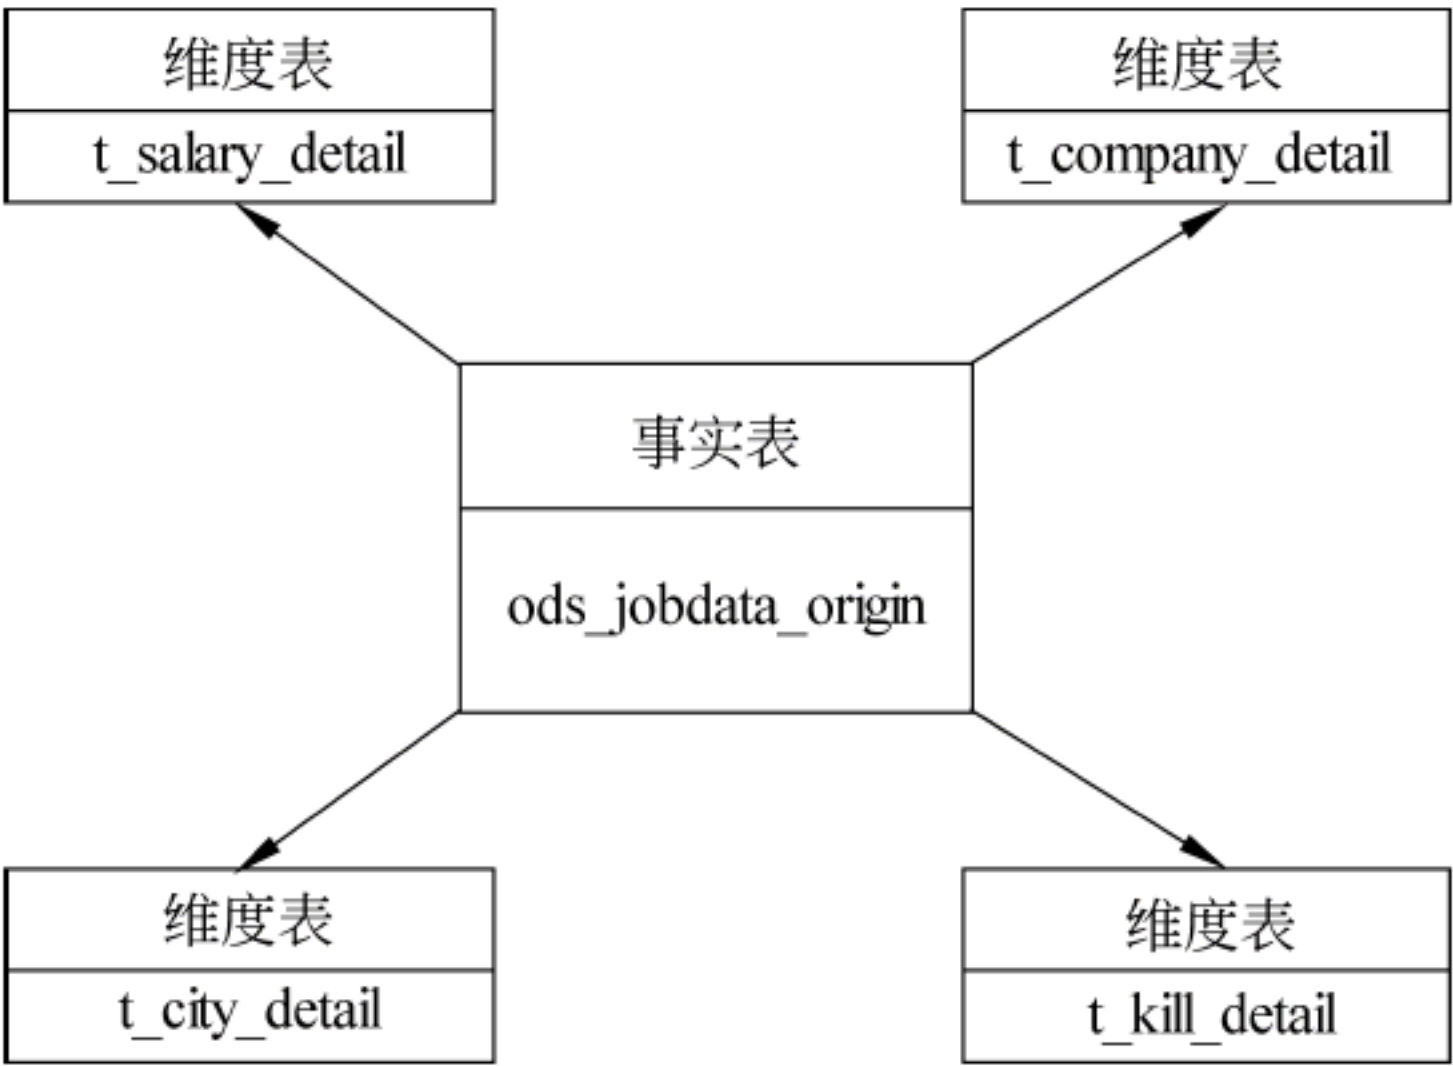 维度表
t_salary_detail
维度表
t_company_detail
事实表
ods_jobdata_origin
维度表
t_city_detail
维度表
t_kill_detail